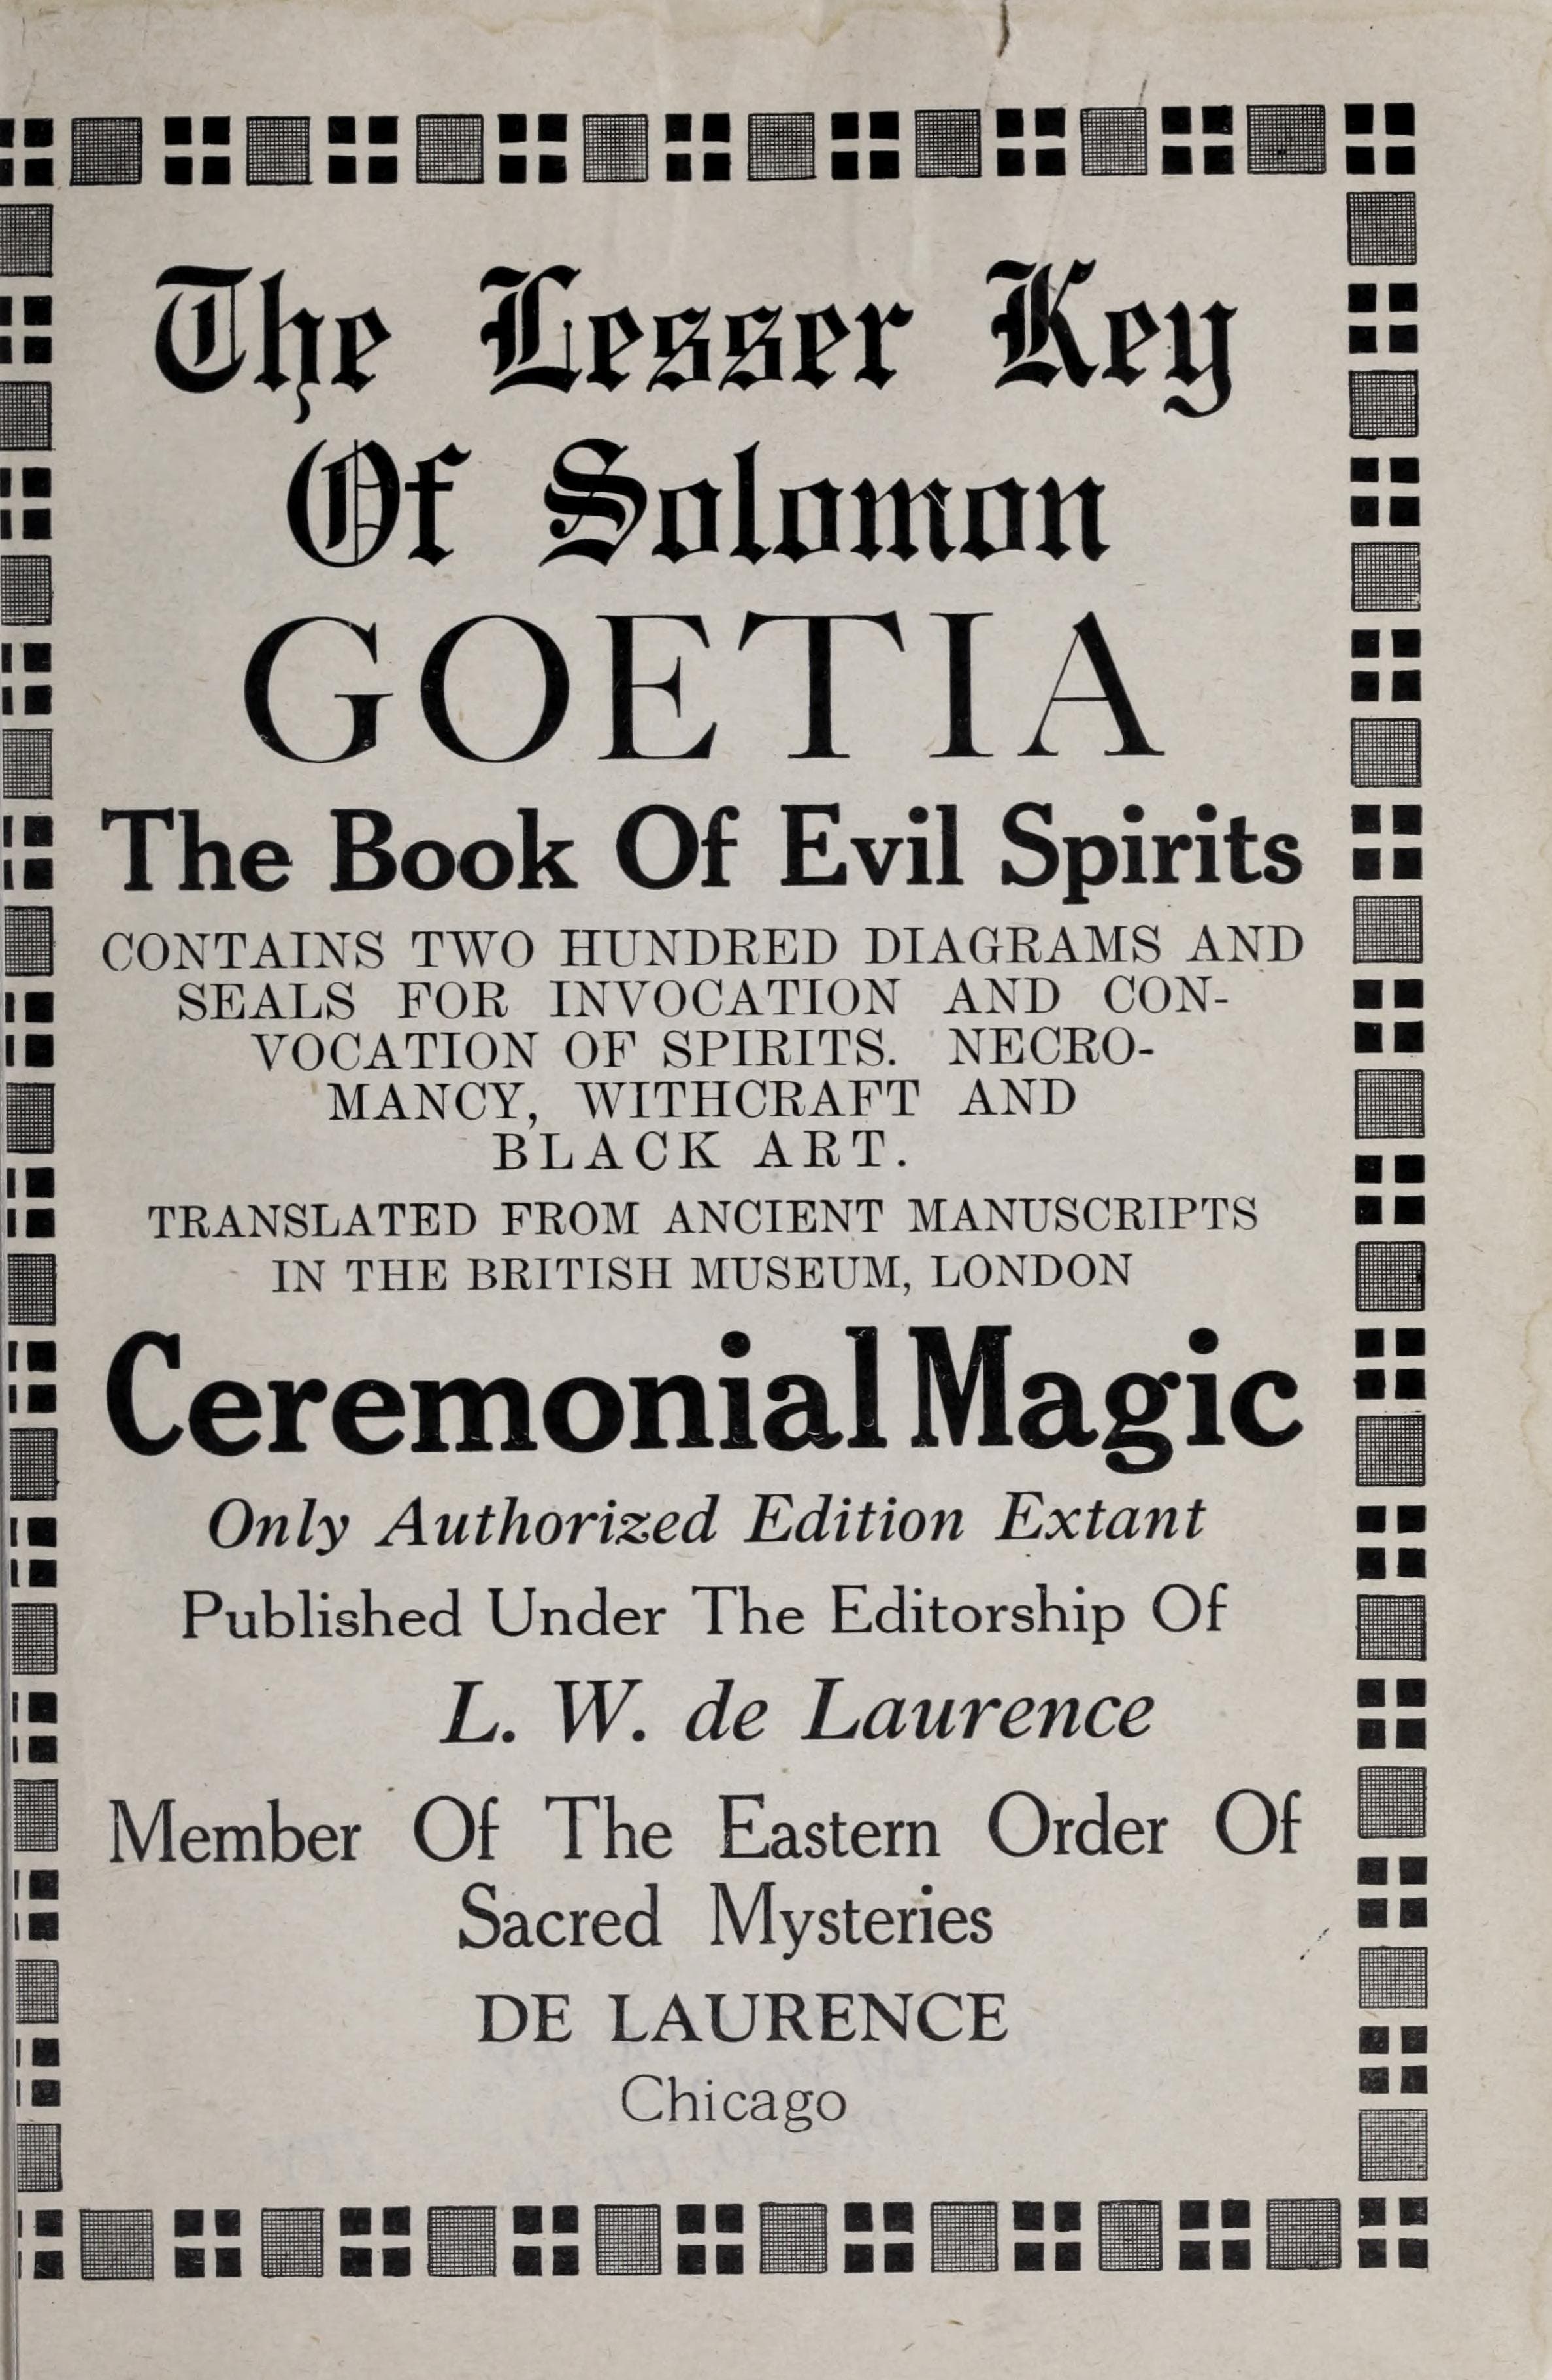 The Lesser Key
Of Solomon
GOETIA
The Book Of Evil Spirits
CONTAINS TWO HUNDRED DIAGRAMS AND
SEALS FOR INVOCATION AND CON-
VOCATION OF SPIRITS. NECRO-
MANCY, WITHCRAFT AND
BLACK ART.
TRANSLATED FROM ANCIENT MANUSCRIPTS
IN THE BRITISH MUSEUM, LONDON
Ceremonial Magic
Only Authorized Edition Extant
Published Under The Editorship Of
L. W. de Laurence
Member Of The Eastern Order Of
Sacred Mysteries
DE LAURENCE
Chicago